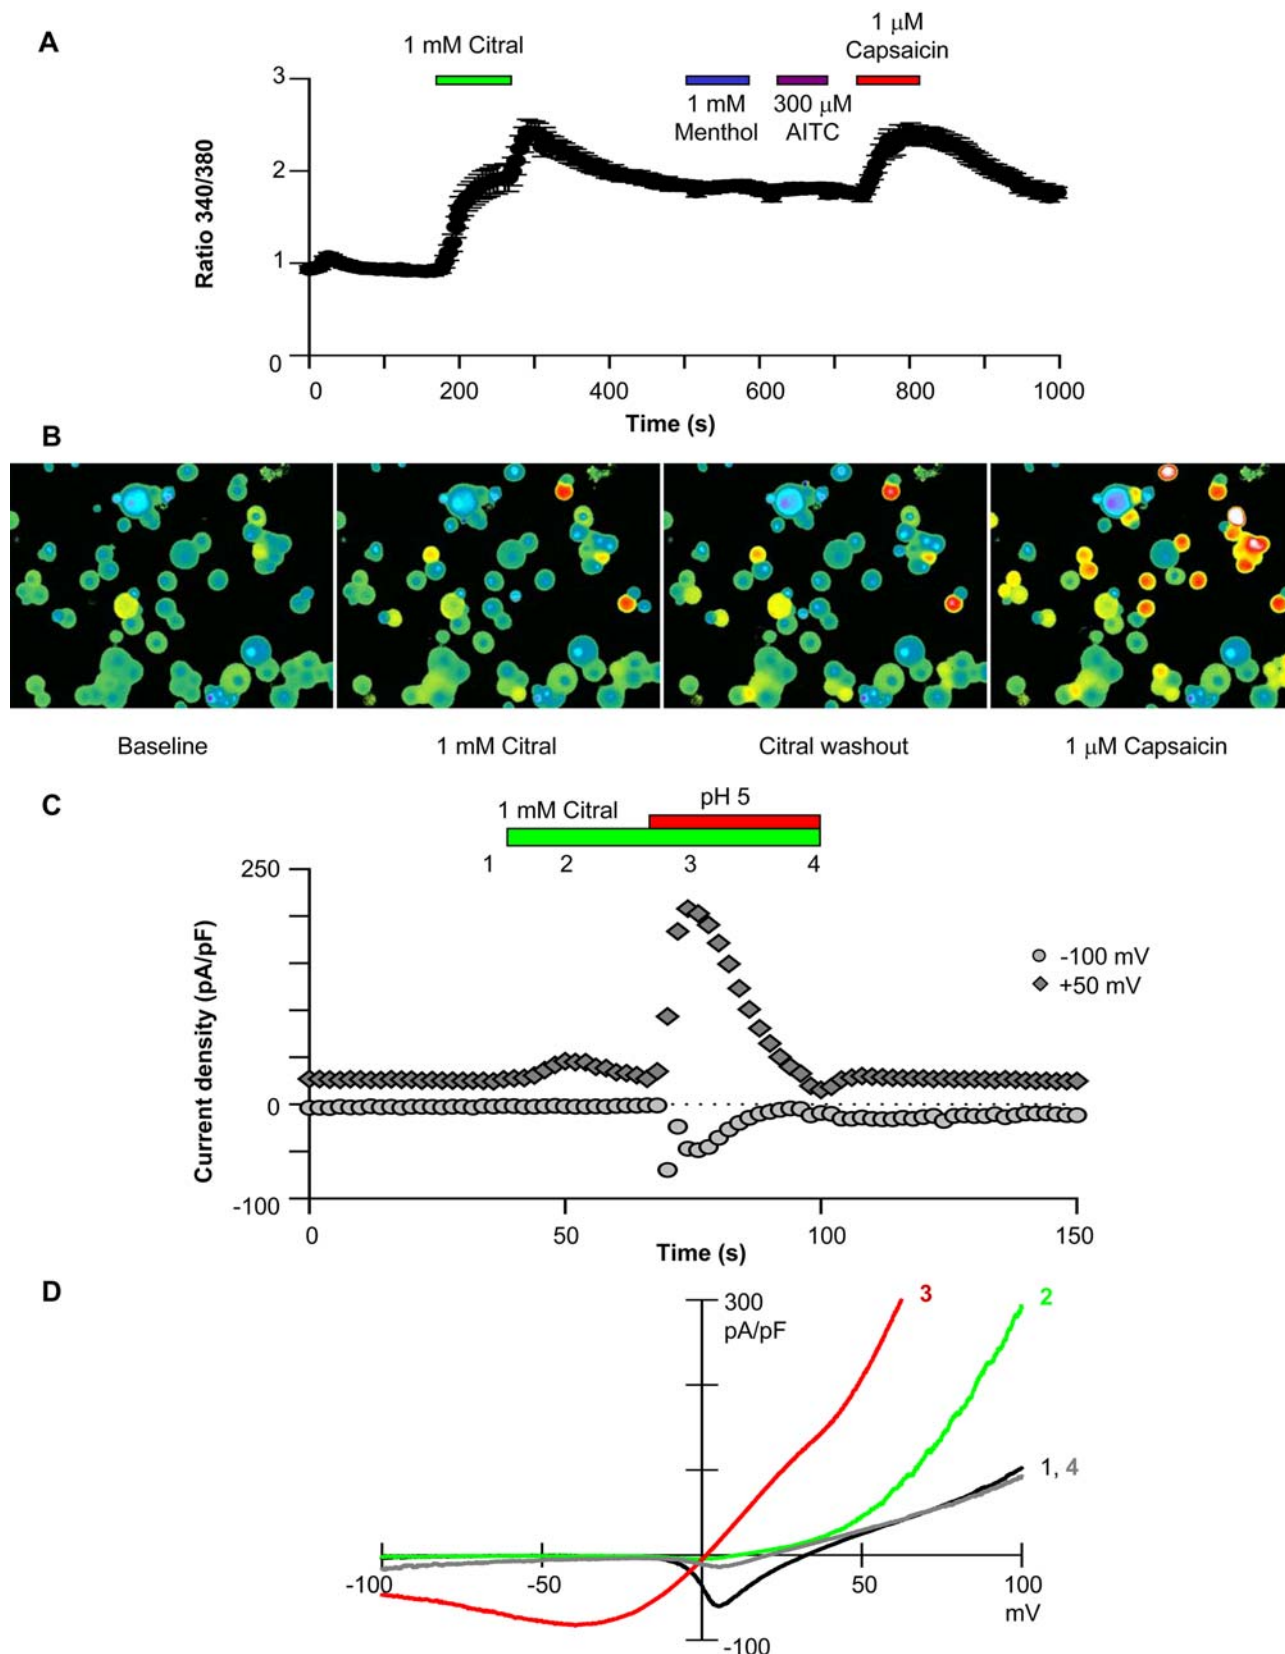 A
1 mM Citral
1 µM
Capsaicin
1 mM
Menthol
300 µM
AITC
3
2
1
0
Ratio 340/380
0 200 400 600 800 1000
Time (s)
B
Baseline
1 mM Citral
Citral washout
1 µM Capsaicin
C
1 mM Citral
pH 5
1 2 3 4
250
0
-100
Current density (pA/pF)
-100 mV
+50 mV
0 50 100 150
Time (s)
D
300
pA/pF
3
2
1, 4
-100 -50 50 100
mV
-100